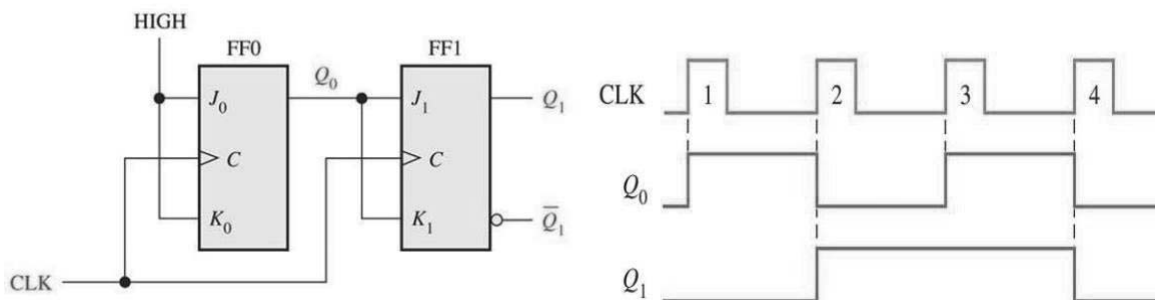 HIGH
FF0
FF1
Q₀
J₀
J₁
Q₁
C
C
K₀
K₁
Q̅₁
CLK
CLK
1
2
3
4
Q₀
Q₁